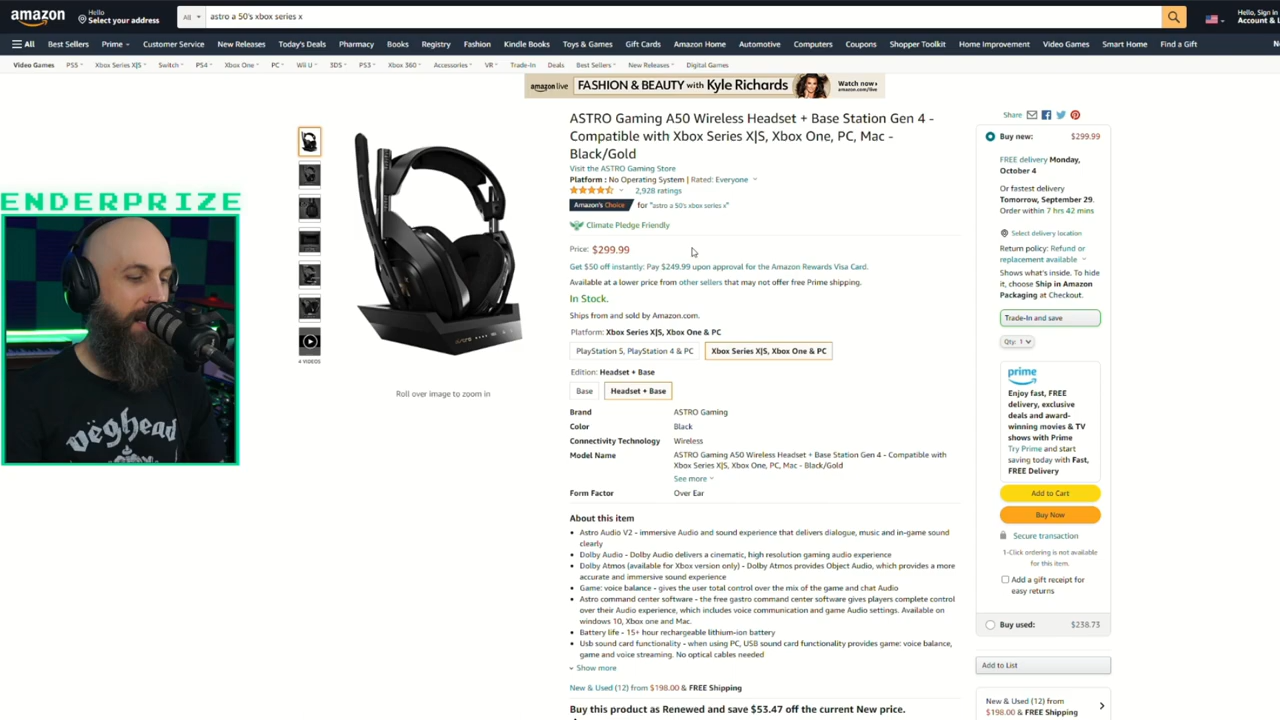 amazon
Hello
Select your address
All
astro a 50's xbox series x
Hello, Sign in
Account & L
All
Best Sellers
Prime
Customer Service
New Releases
Today's Deals
Pharmacy
Books
Registry
Fashion
Kindle Books
Toys & Games
Gift Cards
Amazon Home
Automotive
Computers
Coupons
Shopper Toolkit
Home Improvement
Video Games
Smart Home
Find a Gift
Video Games
PS5
Xbox Series X|S
Switch
PS4
Xbox One
PC
Wii U
3DS
PS3
Xbox 360
Accessories
VR
Trade-In
Deals
Best Sellers
New Releases
Digital Games
amazon live FASHION & BEAUTY with Kyle Richards Watch now›
amazon.com/live
ENDERPRIZE
vëghead
4 VIDEOS
Roll over image to zoom in
ASTRO Gaming A50 Wireless Headset + Base Station Gen 4 -
Compatible with Xbox Series X|S, Xbox One, PC, Mac -
Black/Gold
Visit the ASTRO Gaming Store
Platform : No Operating System | Rated: Everyone
2,928 ratings
Amazon's Choice for "astro a 50's xbox series x"
Climate Pledge Friendly
Price: $299.99
Get $50 off instantly: Pay $249.99 upon approval for the Amazon Rewards Visa Card.
Available at a lower price from other sellers that may not offer free Prime shipping.
In Stock.
Ships from and sold by Amazon.com.
Platform: Xbox Series X|S, Xbox One & PC
PlayStation 5, PlayStation 4 & PC
Xbox Series X|S, Xbox One & PC
Edition: Headset + Base
Base
Headset + Base
Brand ASTRO Gaming
Color Black
Connectivity Technology Wireless
Model Name ASTRO Gaming A50 Wireless Headset + Base Station Gen 4 - Compatible with
Xbox Series X|S, Xbox One, PC, Mac - Black/Gold
See more
Form Factor Over Ear
About this item
• Astro Audio V2 - immersive Audio and sound experience that delivers dialogue, music and in-game sound
clearly
• Dolby Audio - Dolby Audio delivers a cinematic, high resolution gaming audio experience
• Dolby Atmos (available for Xbox version only) - Dolby Atmos provides Object Audio, which provides a more
accurate and immersive sound experience
• Game: voice balance - gives the user total control over the mix of the game and chat Audio
• Astro command center software - the free gastro command center software gives players complete control
over their Audio experience, which includes voice communication and game Audio settings. Available on
windows 10, Xbox one and Mac.
• Battery life - 15+ hour rechargeable lithium-ion battery
• Usb sound card functionality - when using PC, USB sound card functionality provides game: voice balance,
game and voice streaming. No optical cables needed
Show more
New & Used (12) from $198.00 & FREE Shipping
Buy this product as Renewed and save $53.47 off the current New price.
Share
Buy new: $299.99
FREE delivery Monday,
October 4
Or fastest delivery
Tomorrow, September 29.
Order within 7 hrs 42 mins
Select delivery location
Return policy: Refund or
replacement available
Shows what's inside. To hide
it, choose Ship in Amazon
Packaging at Checkout.
Trade-In and save
Qty: 1
prime
Enjoy fast, FREE
delivery, exclusive
deals and award-
winning movies & TV
shows with Prime
Try Prime and start
saving today with Fast,
FREE Delivery
Add to Cart
Buy Now
Secure transaction
1-Click ordering is not available
for this item.
Add a gift receipt for
easy returns
Buy used: $238.73
Add to List
New & Used (12) from
$198.00 & FREE Shipping